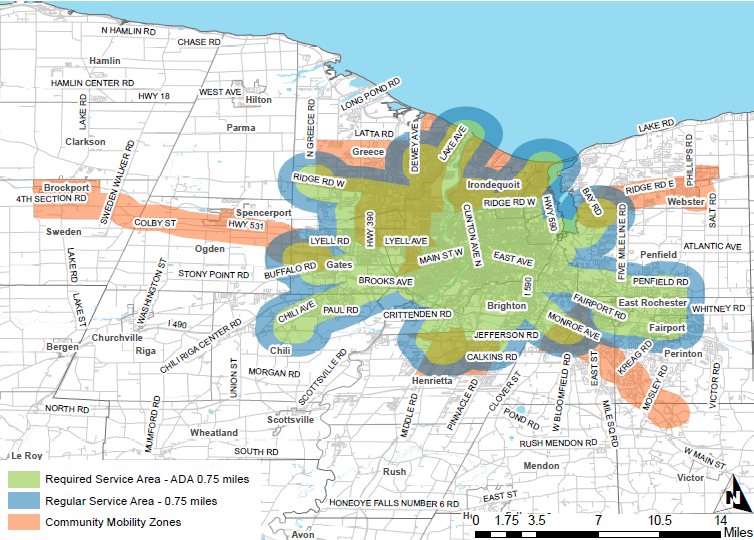 N HAMLIN RD
CHASE RD
Hamlin
HAMLIN CENTER RD
WEST AVE
LONG POND RD
HWY 18
Hilton
LAKE RD
N GREECE RD
Parma
LATTA RD
DEWEY AVE
LAKE AVE
LAKE RD
PHILLIPS RD
Clarkson
SWEDEN WALKER RD
Greece
RIDGE RD W
Irondequoit
RIDGE RD E
Brockport
4TH SECTION RD
RIDGE RD W
HWY 590
BAY RD
Webster
SALT RD
Spencerport
COLBY ST
HWY 531
HWY 390
CLINTON AVE N
FIVE MILE LINE RD
Sweden
Ogden
LYELL RD
LYELL AVE
MAIN ST W
EAST AVE
ATLANTIC AVE
Penfield
LAKE RD
STONY POINT RD
BUFFALO RD
Gates
BROOKS AVE
I 590
PENFIELD RD
WASHINGTON ST
LAKE ST
CHILI AVE
PAUL RD
CRITTENDEN RD
Brighton
FAIRPORT RD
East Rochester
WHITNEY RD
I 490
MONROE AVE
Fairport
Churchville
Bergen
Riga
CHILI RIGA CENTER RD
Chili
JEFFERSON RD
CALKINS RD
KREAG RD
Perinton
UNION ST
MORGAN RD
SCOTTSVILLE RD
Henrietta
EAST ST
MOSLEY RD
VICTOR RD
NORTH RD
MUMFORD RD
MIDDLE RD
PINNACLE RD
CLOVER ST
W BLOOMFIELD RD
MILE SQ RD
Scottsville
POND RD
Wheatland
RUSH MENDON RD
SOUTH RD
Le Roy
W MAIN ST
Rush
Mendon
Victor
Required Service Area - ADA 0.75 miles
Regular Service Area - 0.75 miles
Community Mobility Zones
HONEOYE FALLS NUMBER 6 RD
EAST ST
N
Avon
0 1.75 3.5 7 10.5 14
Miles